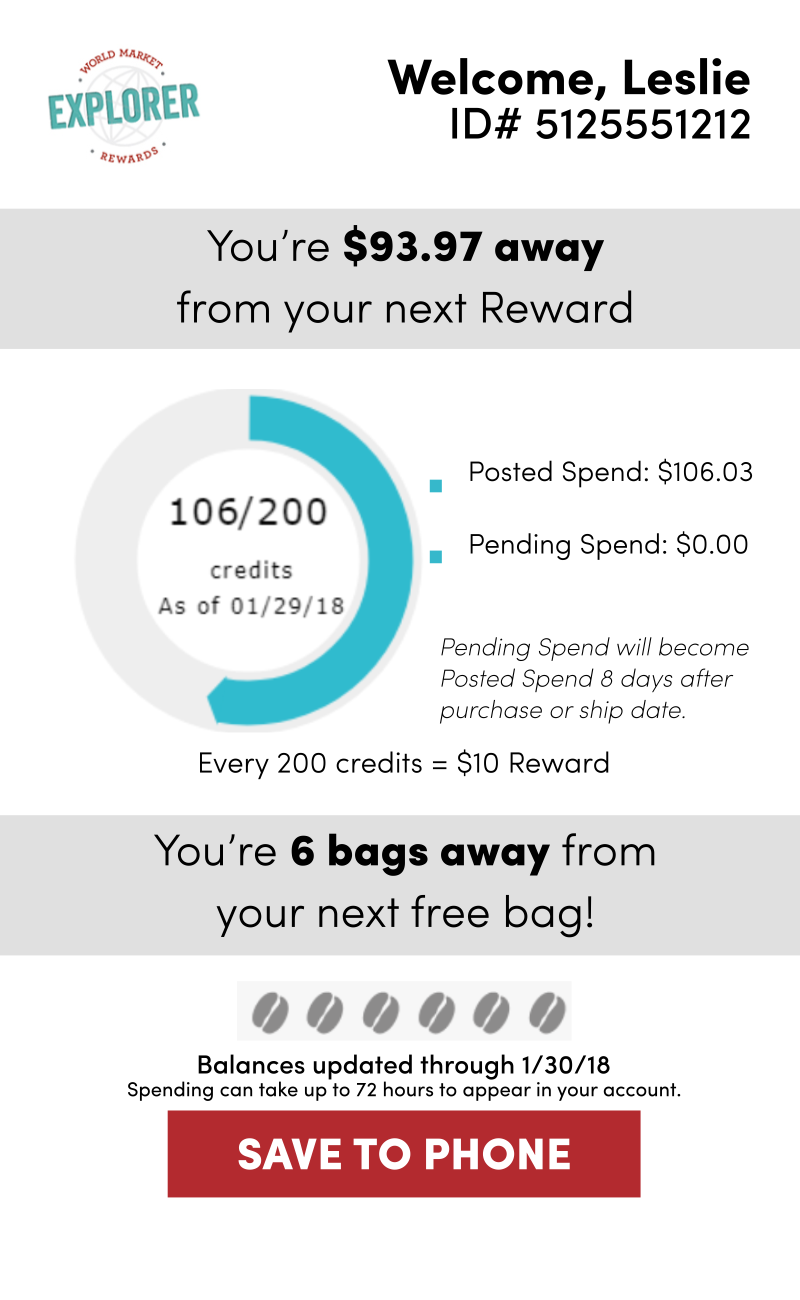 WORLD MARKET
EXPLORER
• REWARDS •
Welcome, Leslie
ID# 5125551212
You’re $93.97 away
from your next Reward
106/200
credits
As of 01/29/18
Posted Spend: $106.03
Pending Spend: $0.00
Pending Spend will become
Posted Spend 8 days after
purchase or ship date.
Every 200 credits = $10 Reward
You’re 6 bags away from
your next free bag!
Balances updated through 1/30/18
Spending can take up to 72 hours to appear in your account.
SAVE TO PHONE